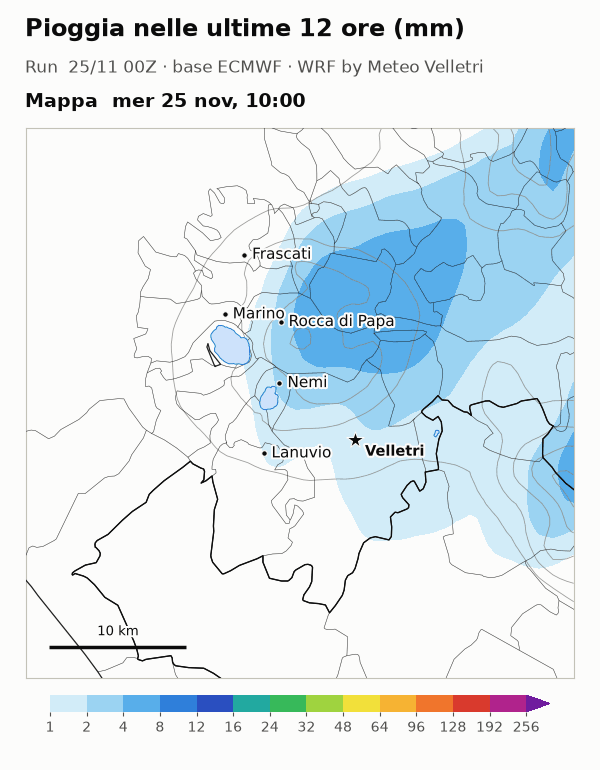 Pioggia nelle ultime 12 ore (mm)
Run  25/11 00Z · base ECMWF · WRF by Meteo Velletri
Mappa  mer 25 nov, 10:00
Frascati
Marino
Rocca di Papa
Nemi
Velletri
Lanuvio
10 km
1 2 4 8 12 16 24 32 48 64 96 128 192 256